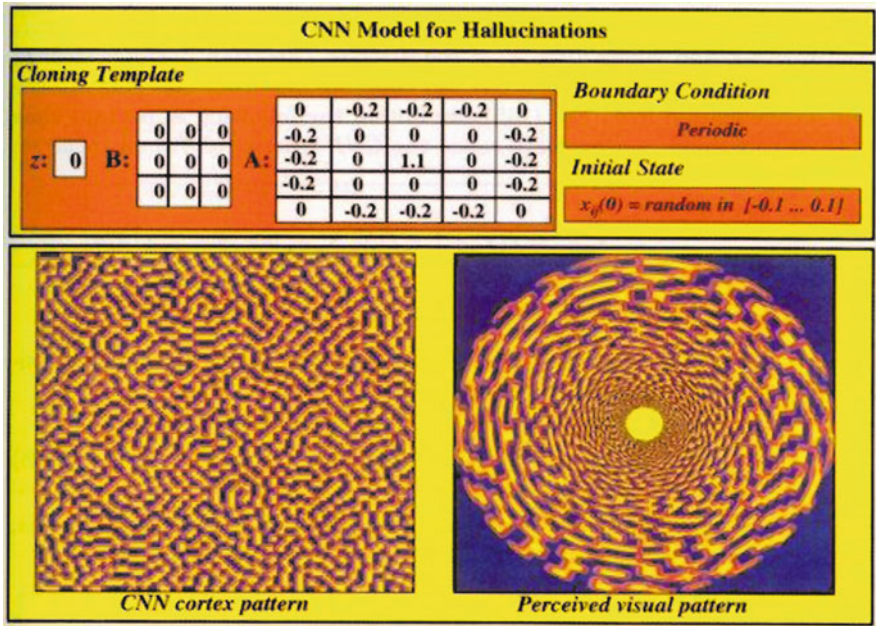 CNN Model for Hallucinations
Cloning Template
z: 0
B:
0 0 0
0 0 0
0 0 0
A:
0 -0.2 -0.2 -0.2 0
-0.2 0 0 0 -0.2
-0.2 0 1.1 0 -0.2
-0.2 0 0 0 -0.2
0 -0.2 -0.2 -0.2 0
Boundary Condition
Periodic
Initial State
x_ij(0) = random in [-0.1 ... 0.1]
CNN cortex pattern
Perceived visual pattern